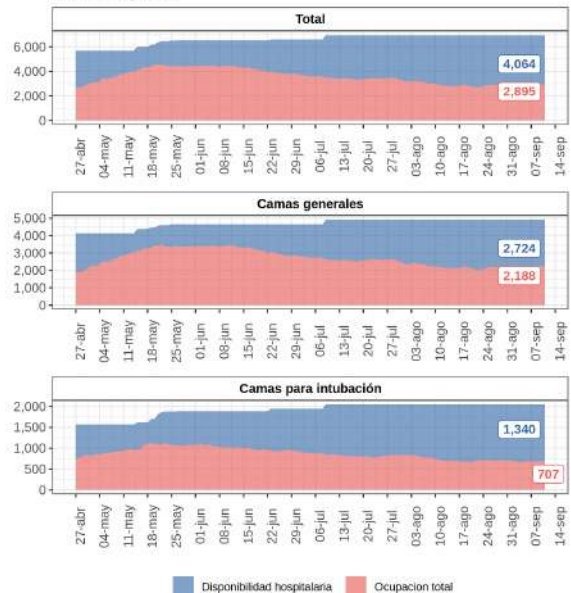 Total
6,000
4,000
2,000
0
4,064
2,895
27-abr
04-may
11-may
18-may
25-may
01-jun
08-jun
15-jun
22-jun
29-jun
06-jul
13-jul
20-jul
27-jul
03-ago
10-ago
17-ago
24-ago
31-ago
07-sep
14-sep
Camas generales
5,000
4,000
3,000
2,000
1,000
0
2,724
2,188
27-abr
04-may
11-may
18-may
25-may
01-jun
08-jun
15-jun
22-jun
29-jun
06-jul
13-jul
20-jul
27-jul
03-ago
10-ago
17-ago
24-ago
31-ago
07-sep
14-sep
Camas para intubación
2,000
1,500
1,000
500
0
1,340
707
27-abr
04-may
11-may
18-may
25-may
01-jun
08-jun
15-jun
22-jun
29-jun
06-jul
13-jul
20-jul
27-jul
03-ago
10-ago
17-ago
24-ago
31-ago
07-sep
14-sep
Disponibilidad hospitalaria Ocupacion total